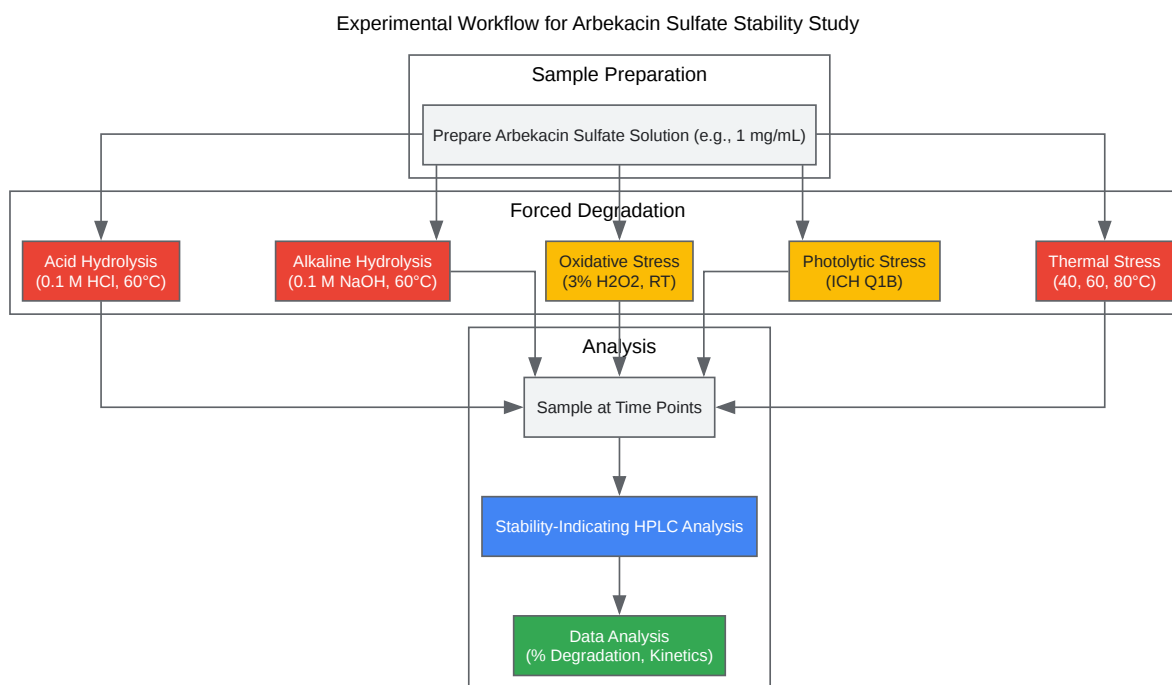 Experimental Workflow for Arbekacin Sulfate Stability Study
Sample Preparation
Prepare Arbekacin Sulfate Solution (e.g., 1 mg/mL)
Forced Degradation
Acid Hydrolysis
(0.1 M HCl, 60°C)
Alkaline Hydrolysis
(0.1 M NaOH, 60°C)
Oxidative Stress
(3% H2O2, RT)
Photolytic Stress
(ICH Q1B)
Thermal Stress
(40, 60, 80°C)
Analysis
Sample at Time Points
Stability-Indicating HPLC Analysis
Data Analysis
(% Degradation, Kinetics)